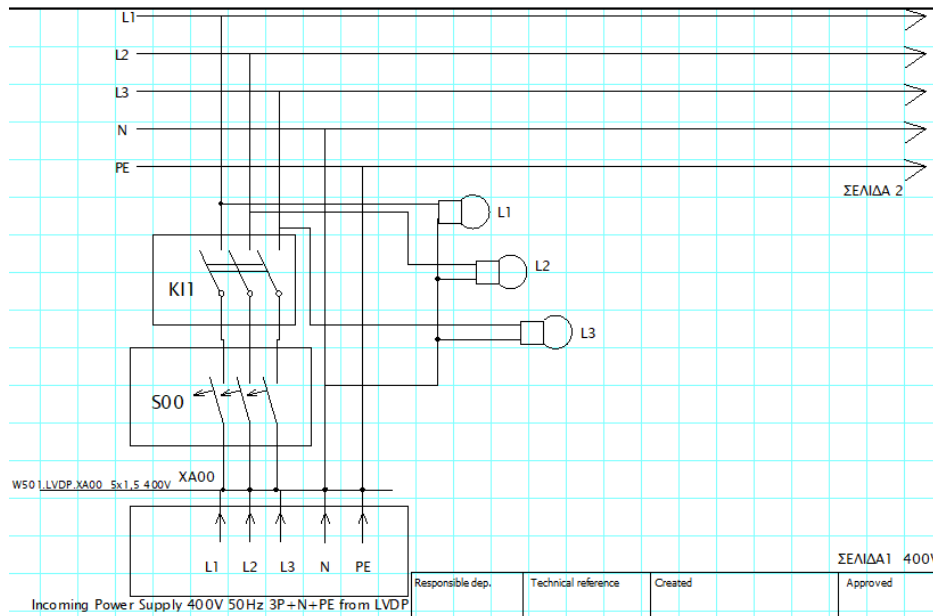 L1
L2
L3
N
PE
ΣΕΛΙΔΑ 2
L1
L2
L3
KI1
S00
XA00
W501.LVDP.XA00 5x1,5 400V
L1 L2 L3 N PE
ΣΕΛΙΔΑ1 400V
Incoming Power Supply 400V 50Hz 3P+N+PE from LVDP
Responsible dep. Technical reference Created Approved